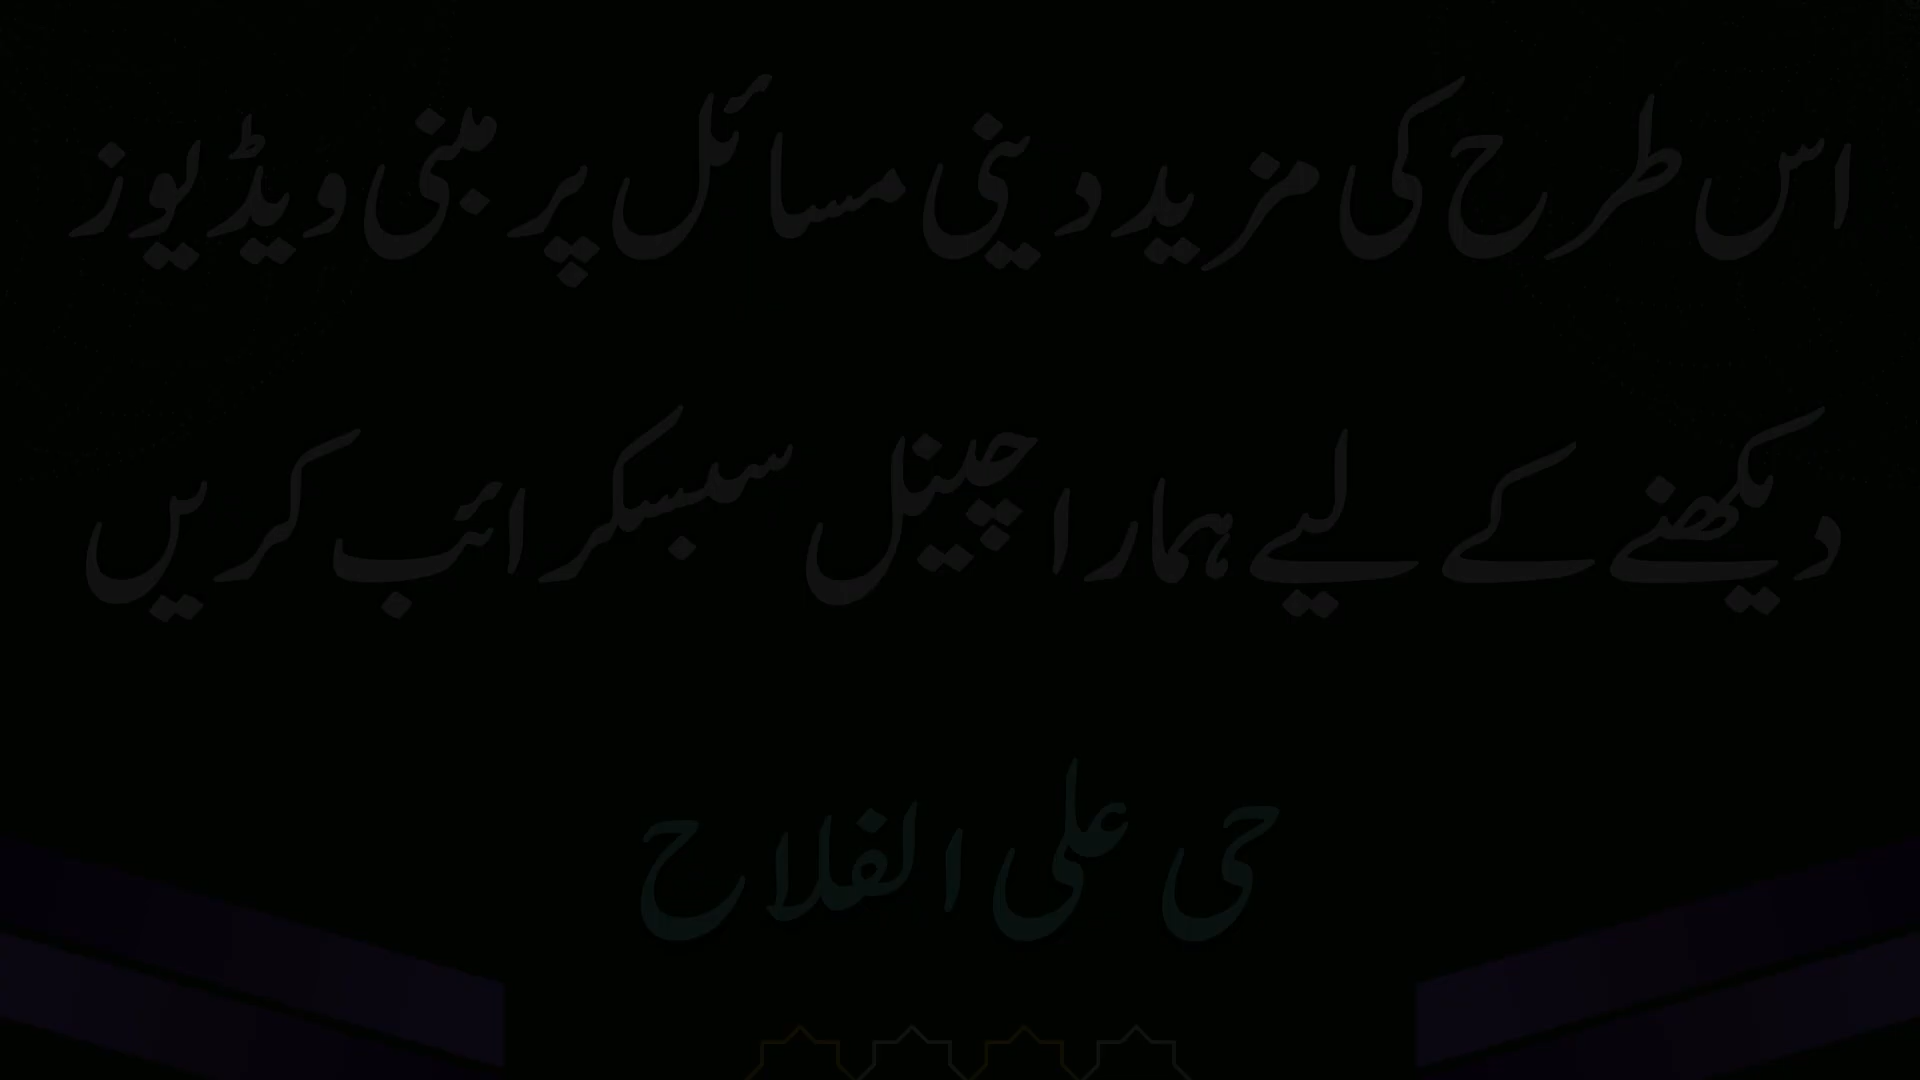 اس طرح کی مزید دینی مسائل پر مبنی ویڈیوز
دیکھنے کے لیے ہمارا چینل سبسکرائب کریں
حی علی الفلاح